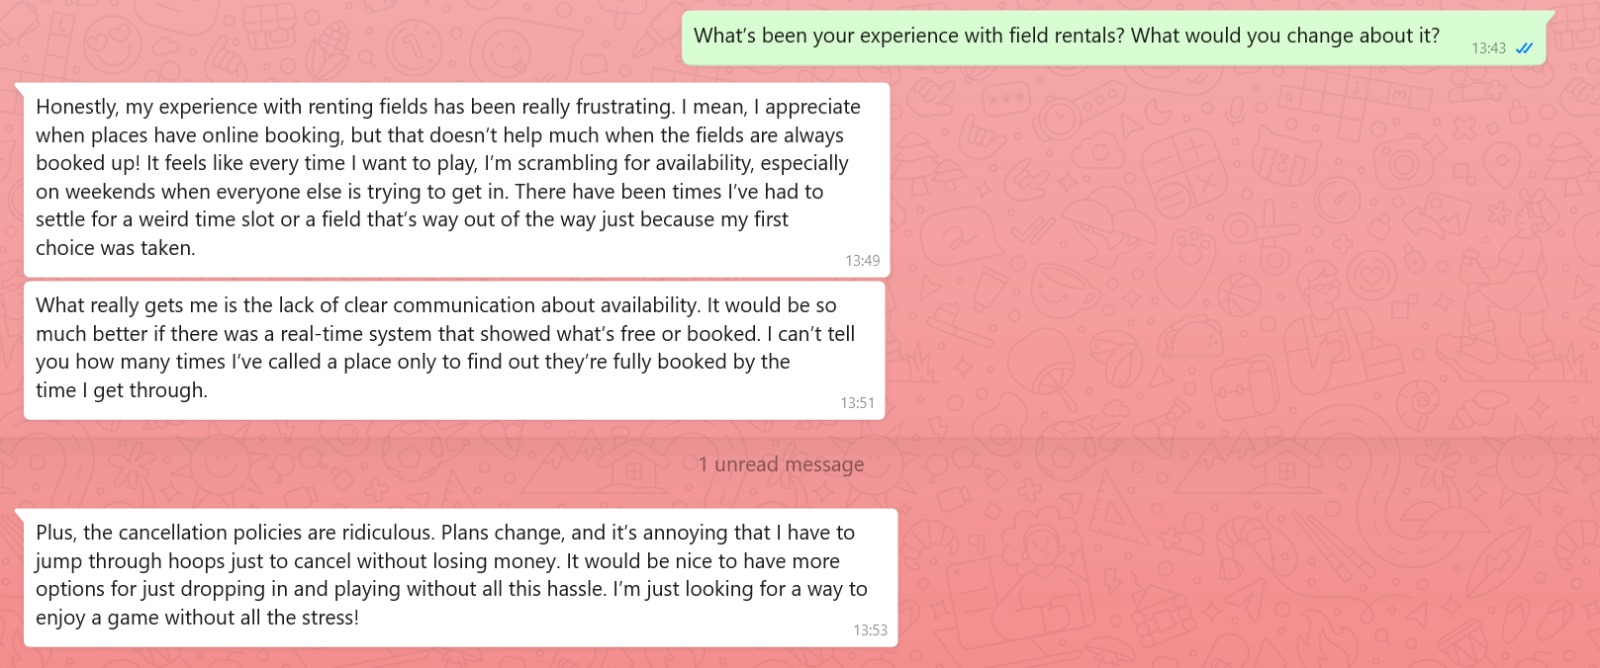 What’s been your experience with field rentals? What would you change about it?
13:43
Honestly, my experience with renting fields has been really frustrating. I mean, I appreciate
when places have online booking, but that doesn’t help much when the fields are always
booked up! It feels like every time I want to play, I’m scrambling for availability, especially
on weekends when everyone else is trying to get in. There have been times I’ve had to
settle for a weird time slot or a field that’s way out of the way just because my first
choice was taken.
13:49
What really gets me is the lack of clear communication about availability. It would be so
much better if there was a real-time system that showed what’s free or booked. I can’t tell
you how many times I’ve called a place only to find out they’re fully booked by the
time I get through.
13:51
1 unread message
Plus, the cancellation policies are ridiculous. Plans change, and it’s annoying that I have to
jump through hoops just to cancel without losing money. It would be nice to have more
options for just dropping in and playing without all this hassle. I’m just looking for a way to
enjoy a game without all the stress!
13:53